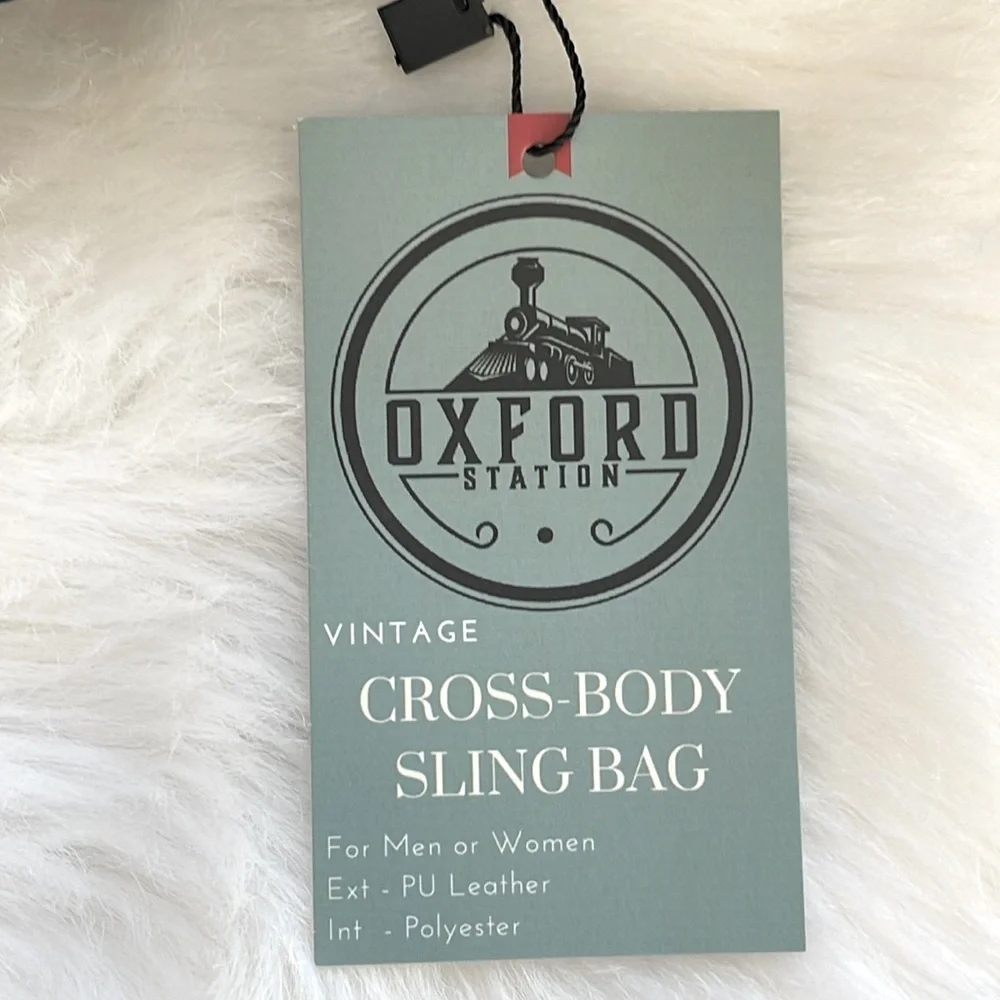 OXFORD
STATION
VINTAGE
CROSS-BODY
SLING BAG
For Men or Women
Ext - PU Leather
Int - Polyester